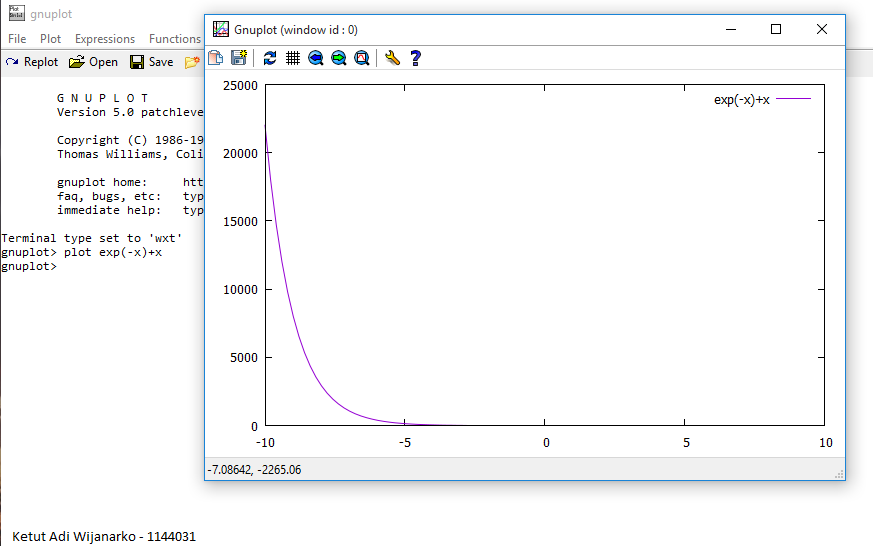 gnuplot
File Plot Expressions Functions
Replot Open Save
G N U P L O T
Version 5.0 patchleve
Copyright (C) 1986-19
Thomas Williams, Coli
gnuplot home: htt
faq, bugs, etc: typ
immediate help: typ
Terminal type set to 'wxt'
gnuplot> plot exp(-x)+x
gnuplot>
Gnuplot (window id : 0)
exp(-x)+x
25000
20000
15000
10000
5000
0
-10 -5 0 5 10
-7.08642, -2265.06
Ketut Adi Wijanarko - 1144031